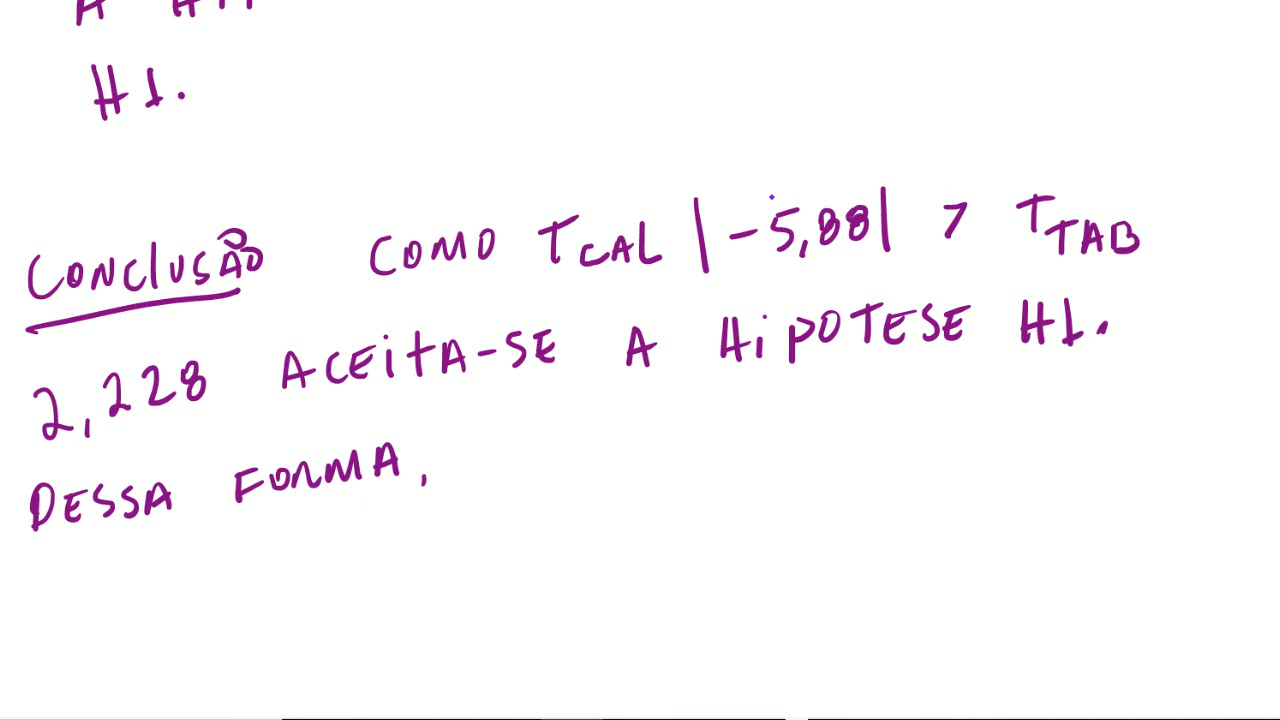 H1.
CONCLUSÃO COMO TCAL |-5,88| > TTAB
2,228 ACEITA-SE A HIPOTESE H1.
DESSA FORMA,